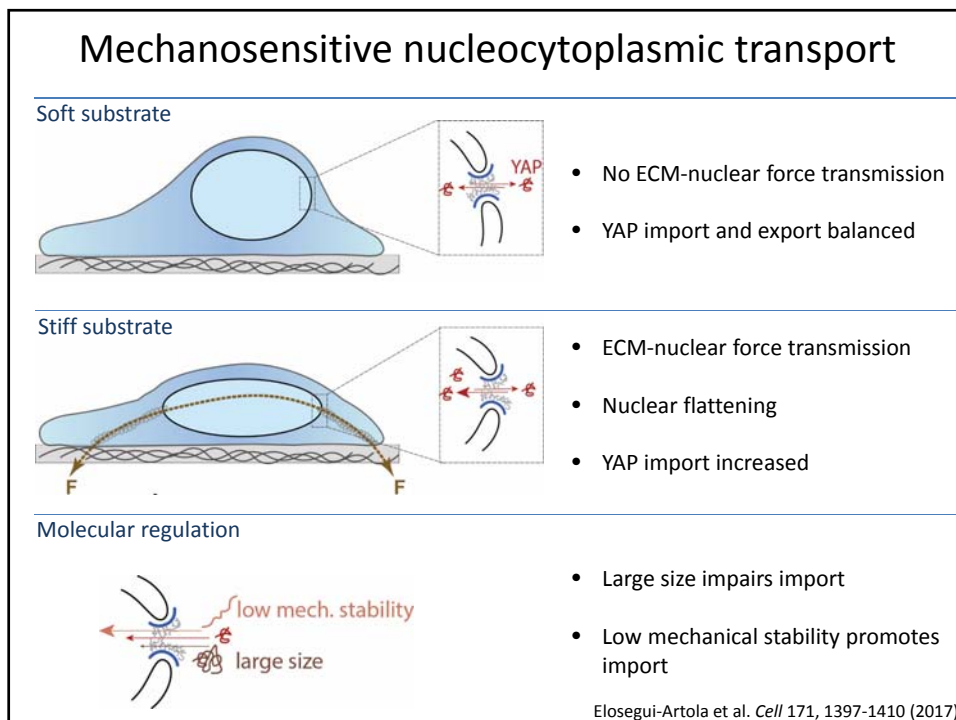 Mechanosensitive nucleocytoplasmic transport
Soft substrate
YAP
• No ECM-nuclear force transmission
• YAP import and export balanced
Stiff substrate
F
F
• ECM-nuclear force transmission
• Nuclear flattening
• YAP import increased
Molecular regulation
low mech. stability
large size
• Large size impairs import
• Low mechanical stability promotes
import
Elosegui-Artola et al. Cell 171, 1397-1410 (2017)